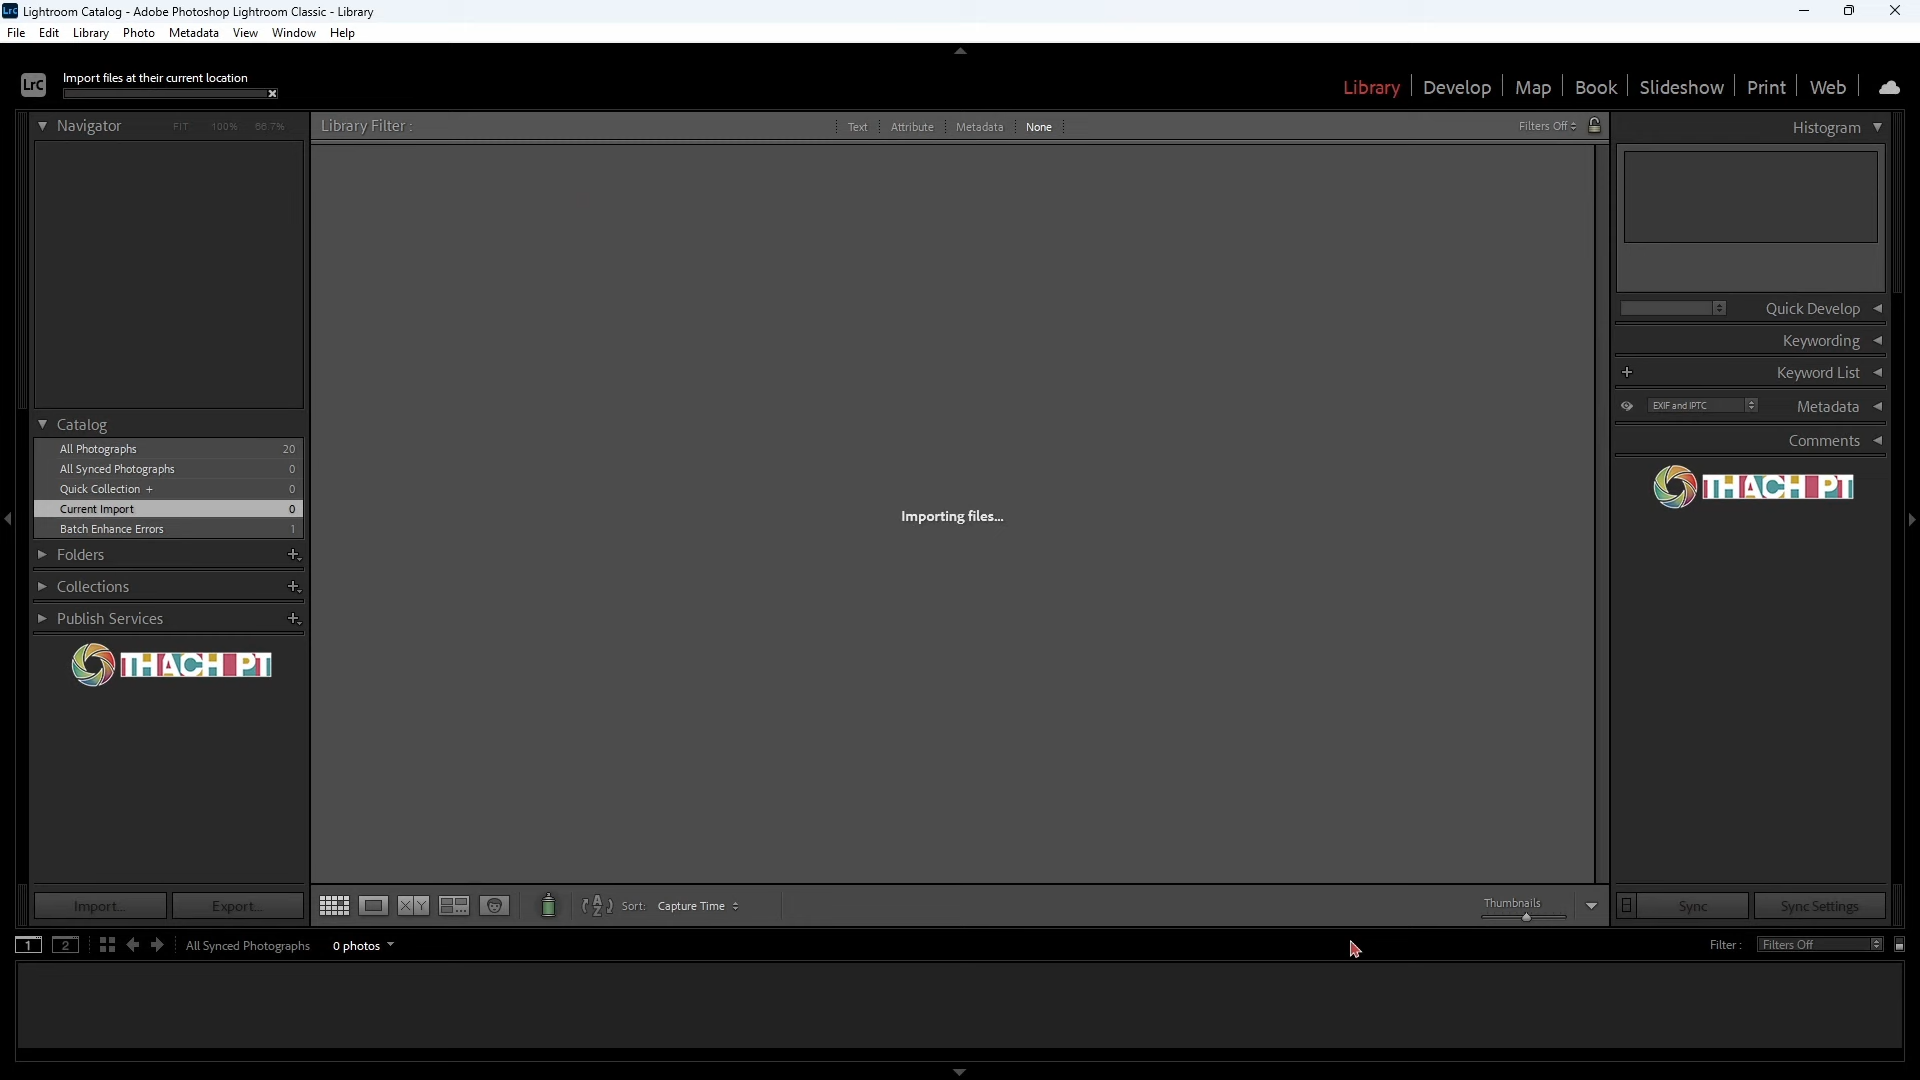 Lrc Lightroom Catalog - Adobe Photoshop Lightroom Classic - Library
File Edit Library Photo Metadata View Window Help
LrC Import files at their current location
Library Develop Map Book Slideshow Print Web
Navigator FIT 100% 66.7%
Library Filter : Text Attribute Metadata None Filters Off
Histogram
Quick Develop
Keywording
Keyword List
EXIF and IPTC Metadata
Comments
THACH PT
Catalog
All Photographs 20
All Synced Photographs 0
Quick Collection + 0
Current Import 0
Batch Enhance Errors 1
Folders
Collections
Publish Services
THACH PT
Importing files...
Import... Export...
XY Sort: Capture Time Thumbnails
Sync Sync Settings
1 2 All Synced Photographs 0 photos Filter : Filters Off